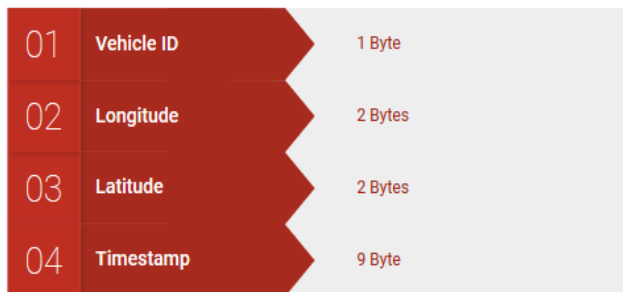 01 Vehicle ID 1 Byte
02 Longitude 2 Bytes
03 Latitude 2 Bytes
04 Timestamp 9 Byte